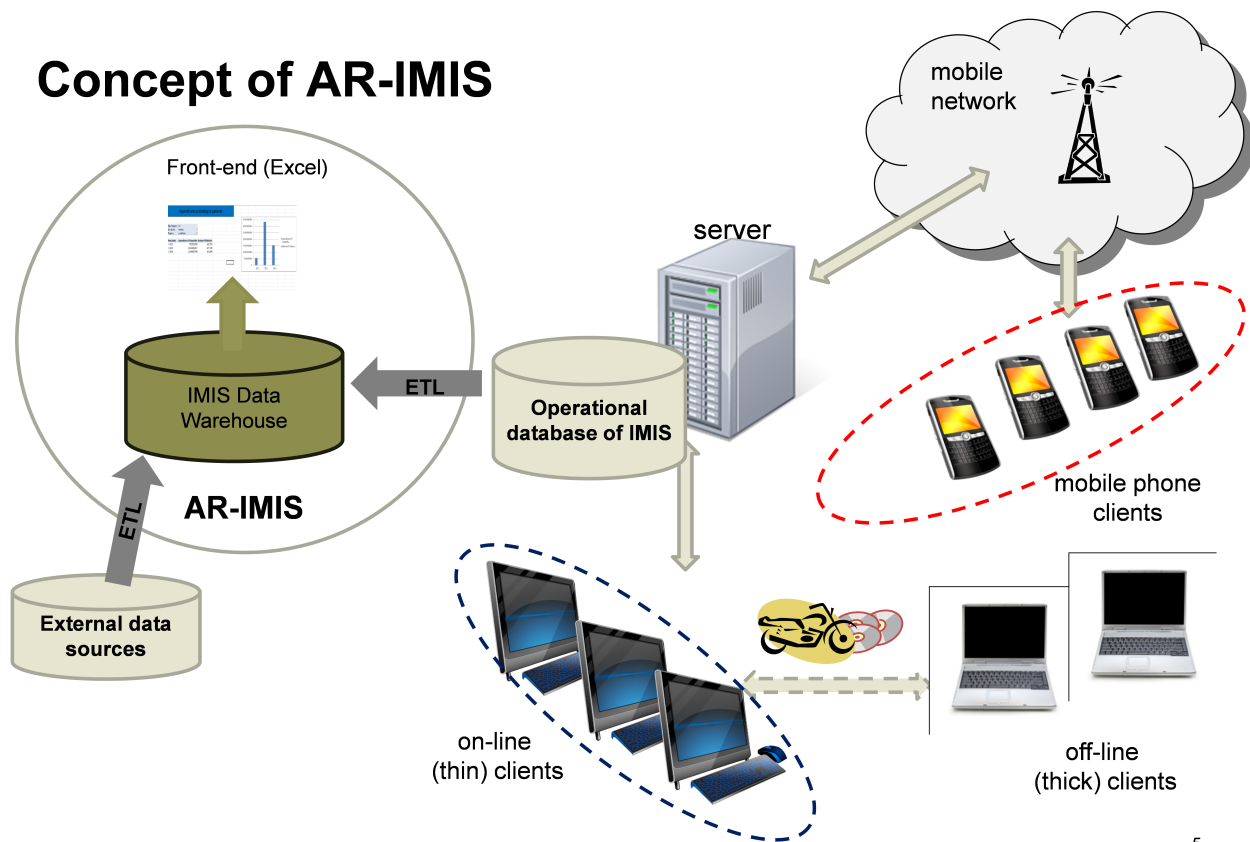 Concept of AR-IMIS
mobile
network
Front-end (Excel)
server
ETL
IMIS Data
Warehouse
Operational
database of IMIS
mobile phone
clients
AR-IMIS
ETL
External data
sources
on-line
(thin) clients
off-line
(thick) clients
5